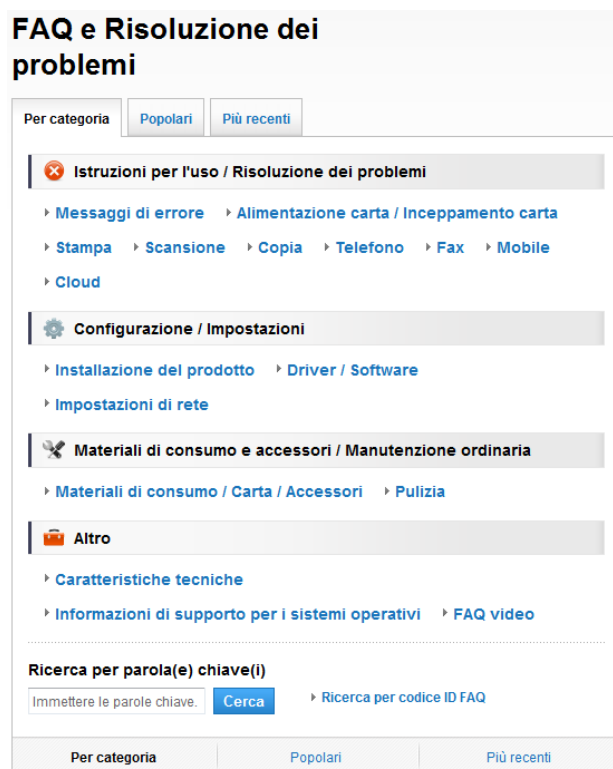 FAQ e Risoluzione dei
problemi
Per categoria Popolari Più recenti
Istruzioni per l'uso / Risoluzione dei problemi
Messaggi di errore Alimentazione carta / Inceppamento carta
Stampa Scansione Copia Telefono Fax Mobile
Cloud
Configurazione / Impostazioni
Installazione del prodotto Driver / Software
Impostazioni di rete
Materiali di consumo e accessori / Manutenzione ordinaria
Materiali di consumo / Carta / Accessori Pulizia
Altro
Caratteristiche tecniche
Informazioni di supporto per i sistemi operativi FAQ video
Ricerca per parola(e) chiave(i)
Immettere le parole chiave. Cerca Ricerca per codice ID FAQ
Per categoria Popolari Più recenti